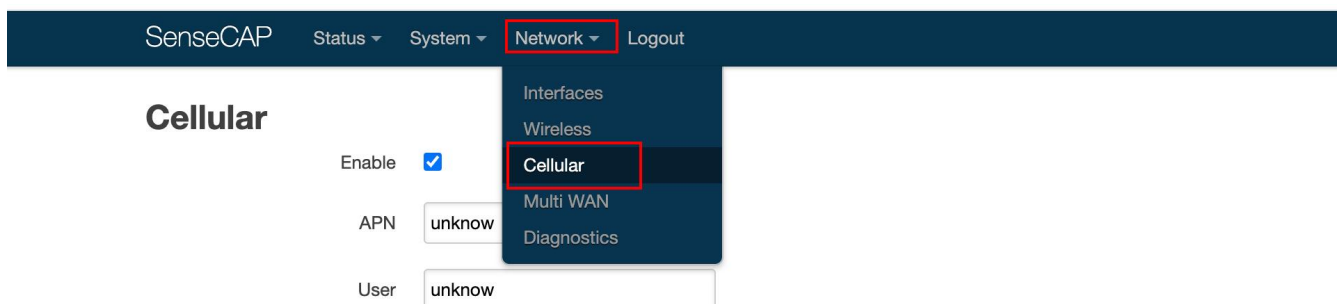 SenseCAP Status System Network Logout
Interfaces
Cellular
Wireless
Enable
Cellular
Multi WAN
APN unknow
Diagnostics
User unknow